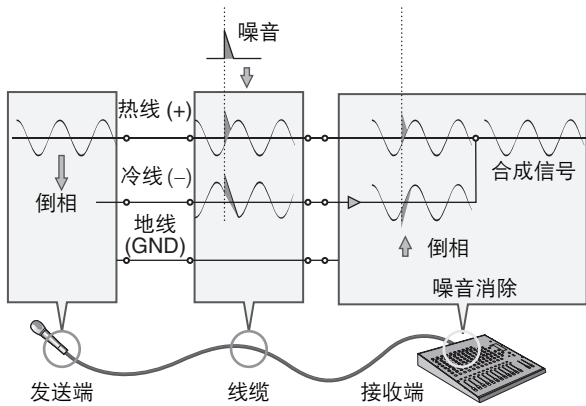 噪音
热线 (+)
冷线 (–)
倒相
地线
(GND)
合成信号
倒相
噪音消除
发送端
线缆
接收端